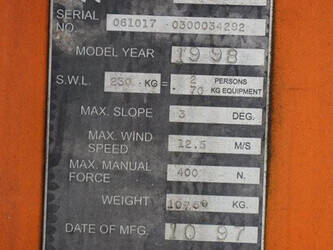 SERIAL NO. 061017 - 0300034292
MODEL YEAR 1998
S.W.L. 230 - KG = 2 PERSONS
- 70 KG EQUIPMENT
MAX. SLOPE 3 DEG.
MAX. WIND SPEED 12.5 M/S
MAX. MANUAL FORCE 400 N.
WEIGHT KG.
DATE OF MFG. 10 97